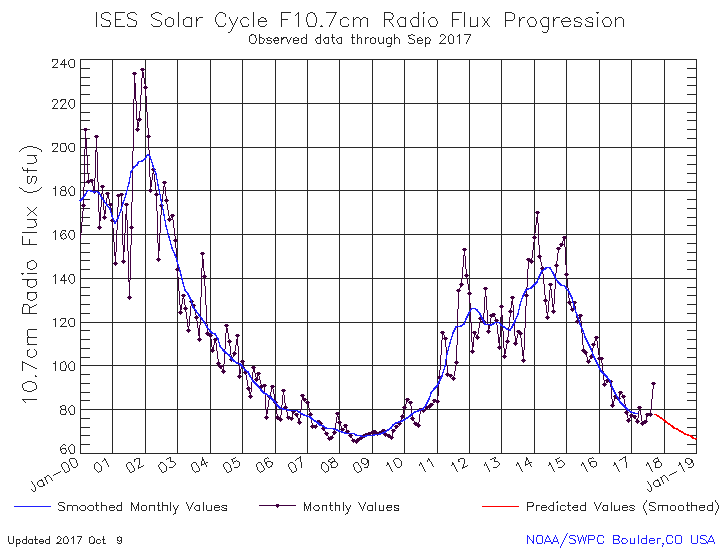 ISES Solar Cycle F10.7cm Radio Flux Progression
Observed data through Sep 2017
10.7cm Radio Flux (sfu)
240
220
200
180
160
140
120
100
80
60
Jan-00 01 02 03 04 05 06 07 08 09 10 11 12 13 14 15 16 17 18 Jan-19
Smoothed Monthly Values Monthly Values Predicted Values (Smoothed)
Updated 2017 Oct 9 NOAA/SWPC Boulder,CO USA